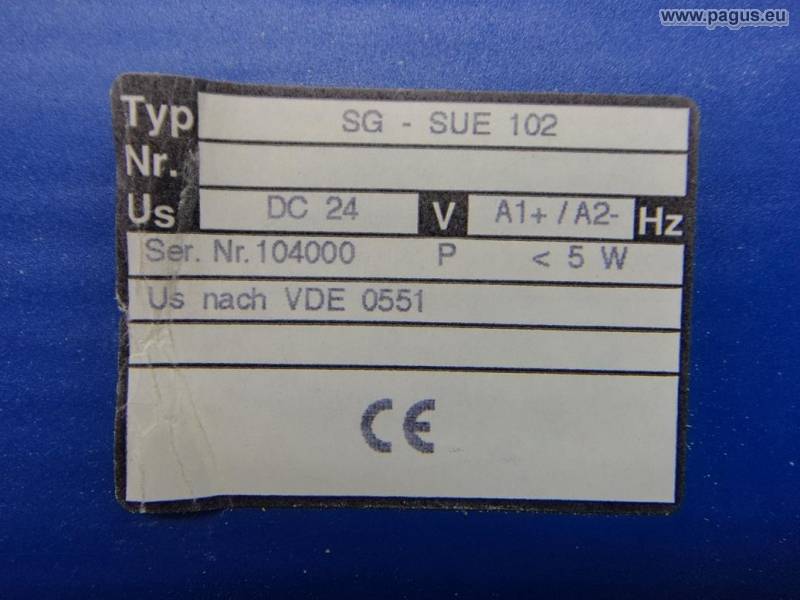 www.pagus.eu
Typ SG - SUE 102
Nr.
Us DC 24 V A1+ / A2- Hz
Ser. Nr. 104000 P < 5 W
Us nach VDE 0551
CE